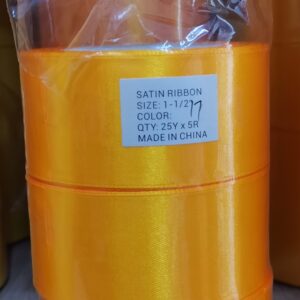 SATIN RIBBON
SIZE: 1-1/2"
COLOR: 17
QTY: 25Y x 5R
MADE IN CHINA